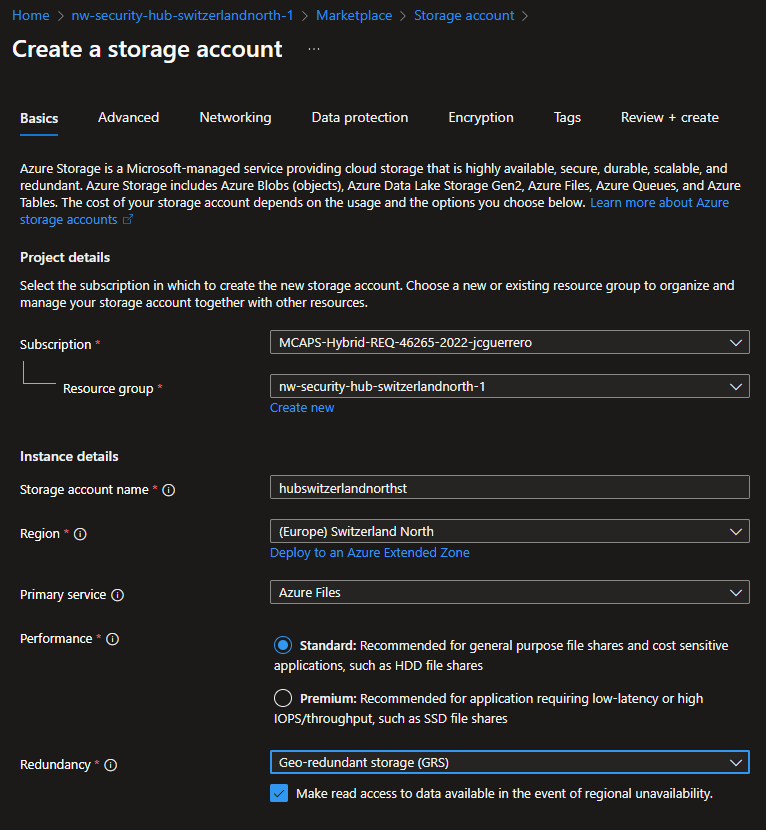 Home > nw-security-hub-switzerlandnorth-1 > Marketplace > Storage account >
Create a storage account ...
Basics Advanced Networking Data protection Encryption Tags Review + create
Azure Storage is a Microsoft-managed service providing cloud storage that is highly available, secure, durable, scalable, and
redundant. Azure Storage includes Azure Blobs (objects), Azure Data Lake Storage Gen2, Azure Files, Azure Queues, and Azure
Tables. The cost of your storage account depends on the usage and the options you choose below. Learn more about Azure
storage accounts
Project details
Select the subscription in which to create the new storage account. Choose a new or existing resource group to organize and
manage your storage account together with other resources.
Subscription * MCAPS-Hybrid-REQ-46265-2022-jcguerrero
Resource group * nw-security-hub-switzerlandnorth-1
Create new
Instance details
Storage account name * hubswitzerlandnorthst
Region * (Europe) Switzerland North
Deploy to an Azure Extended Zone
Primary service Azure Files
Performance * Standard: Recommended for general purpose file shares and cost sensitive
applications, such as HDD file shares
Premium: Recommended for application requiring low-latency or high
IOPS/throughput, such as SSD file shares
Redundancy * Geo-redundant storage (GRS)
Make read access to data available in the event of regional unavailability.